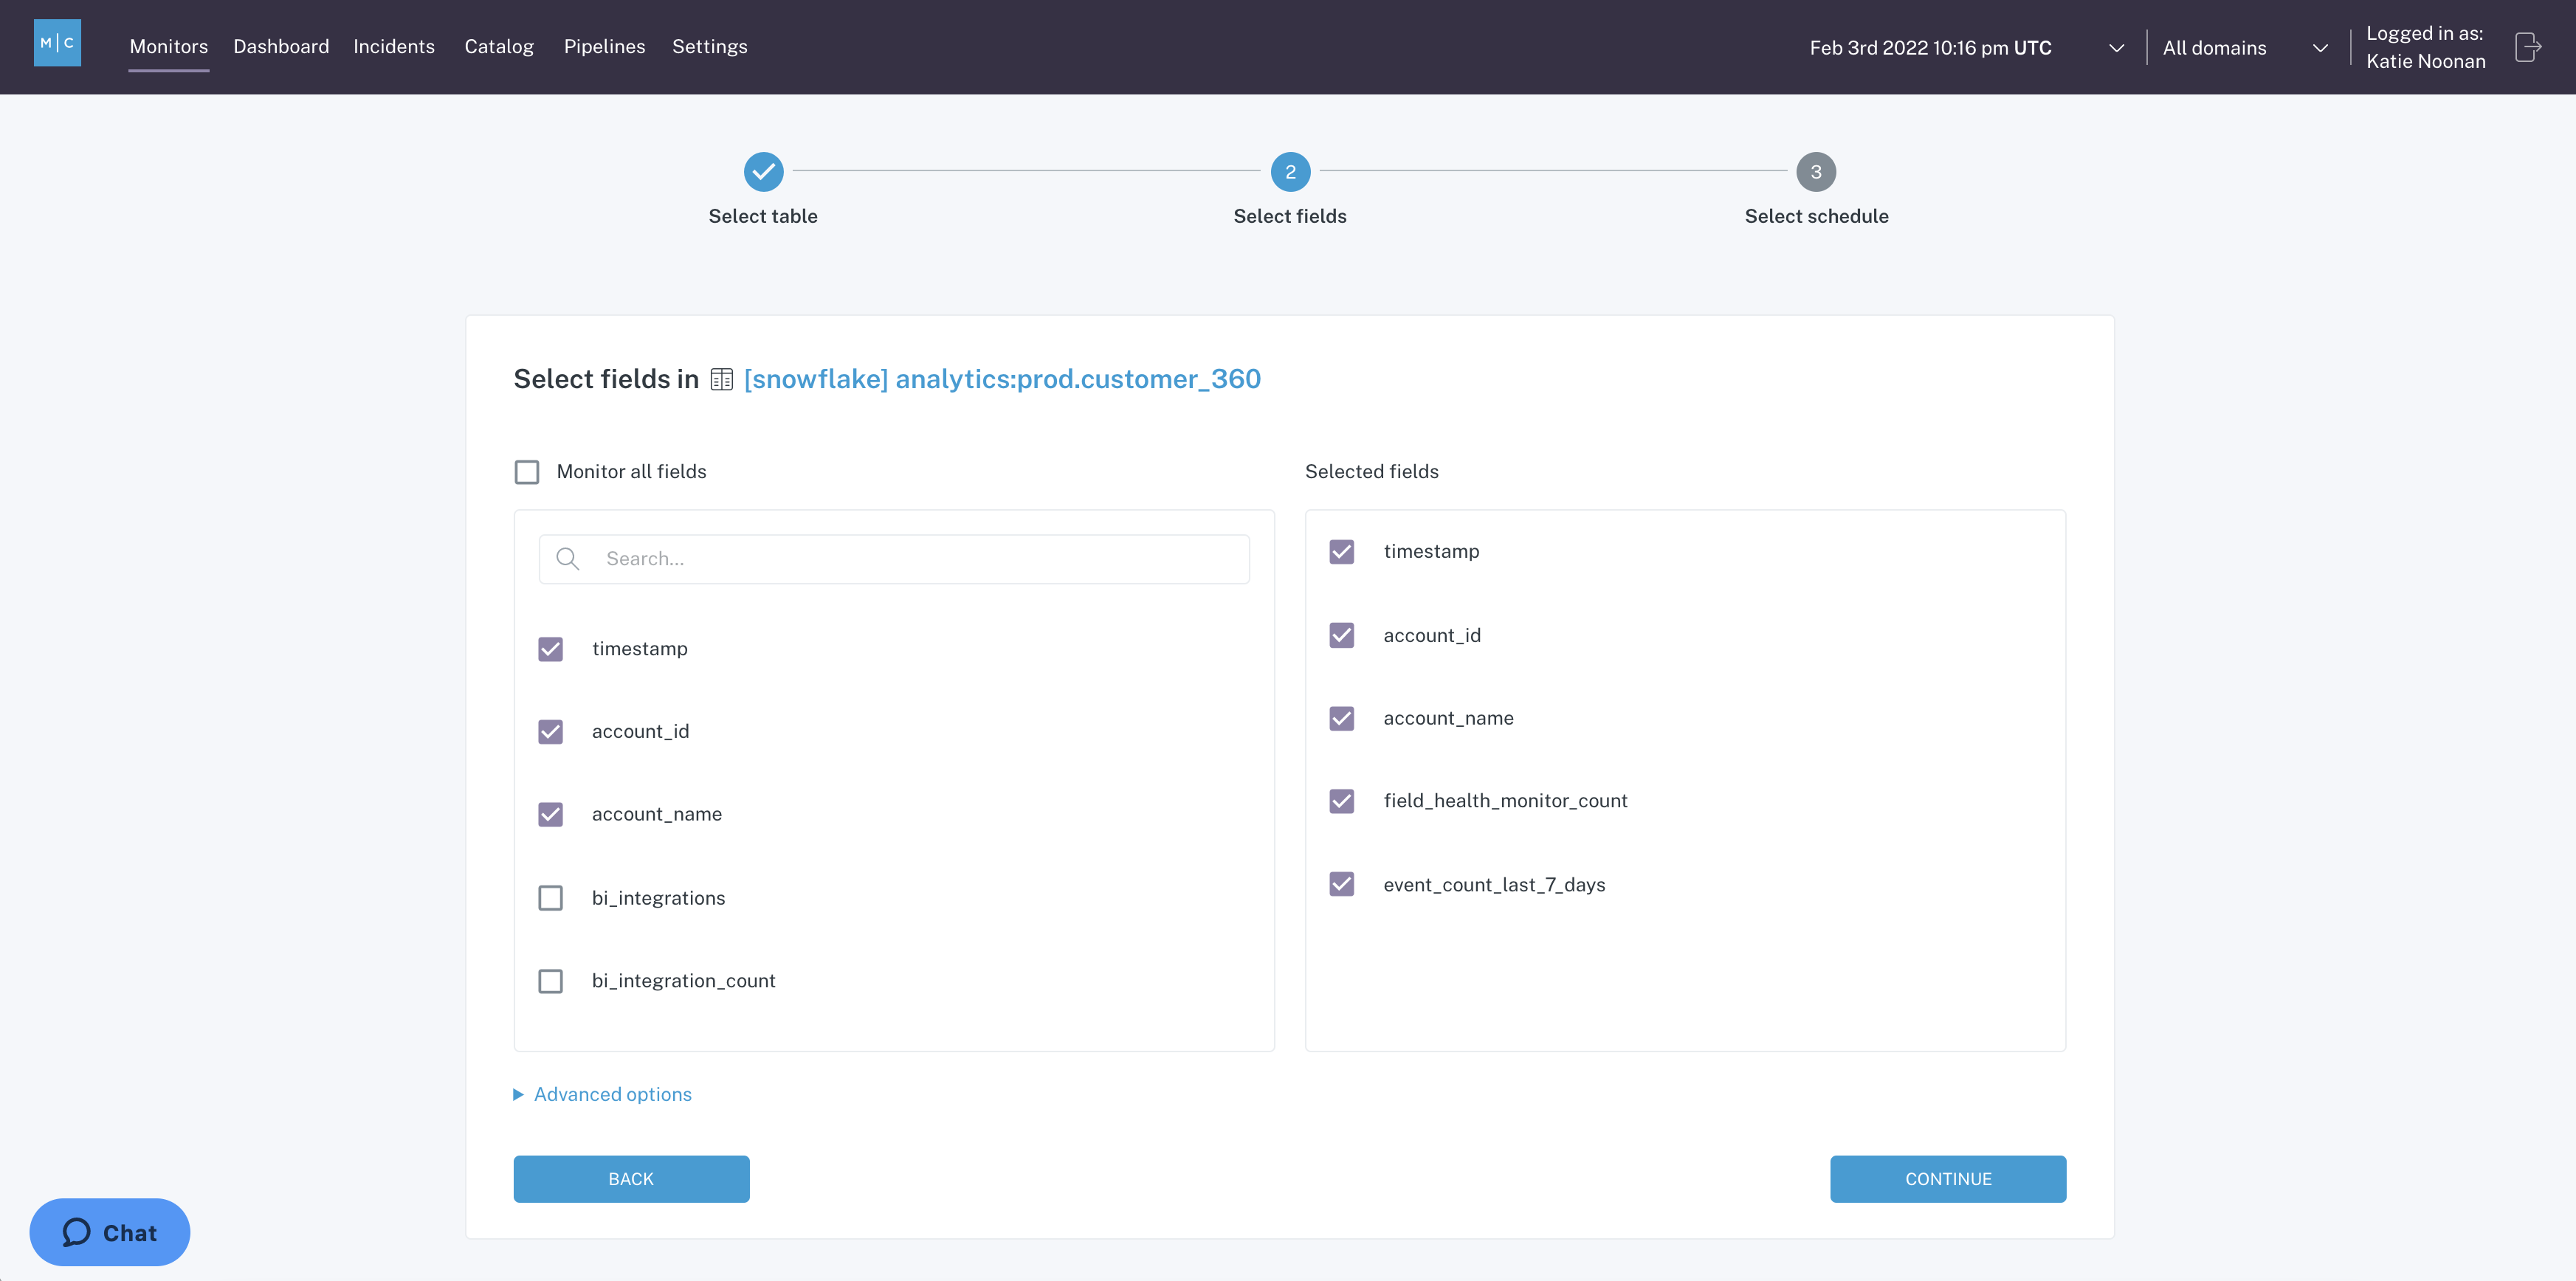 M|C
Monitors Dashboard Incidents Catalog Pipelines Settings
Feb 3rd 2022 10:16 pm UTC
All domains
Logged in as:
Katie Noonan
2
3
Select table
Select fields
Select schedule
Select fields in [snowflake] analytics:prod.customer_360
Monitor all fields
Search...
timestamp
account_id
account_name
bi_integrations
bi_integration_count
Selected fields
timestamp
account_id
account_name
field_health_monitor_count
event_count_last_7_days
Advanced options
BACK
CONTINUE
Chat